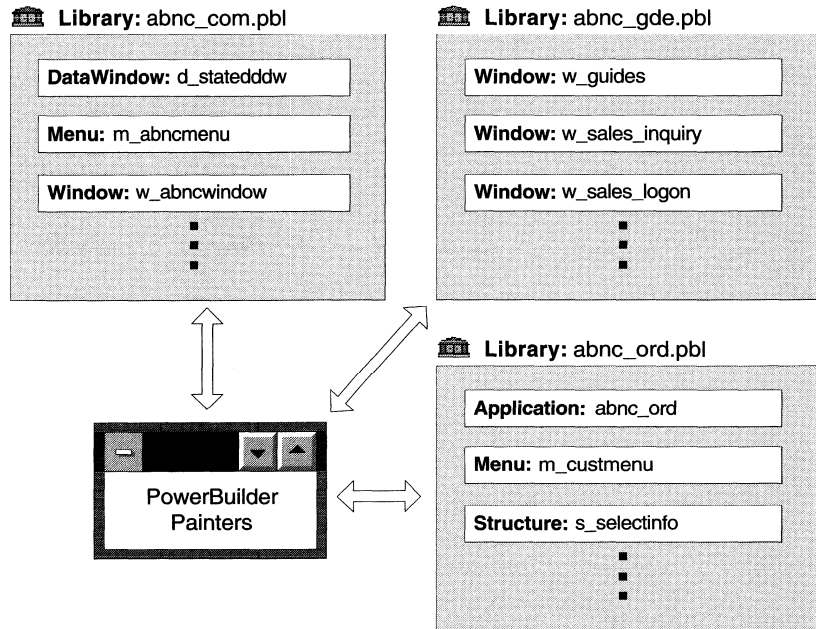 Library: abnc_com.pbl
DataWindow: d_statedddw
Menu: m_abncmenu
Window: w_abncwindow
Library: abnc_gde.pbl
Window: w_guides
Window: w_sales_inquiry
Window: w_sales_logon
Library: abnc_ord.pbl
Application: abnc_ord
Menu: m_custmenu
Structure: s_selectinfo
PowerBuilder
Painters